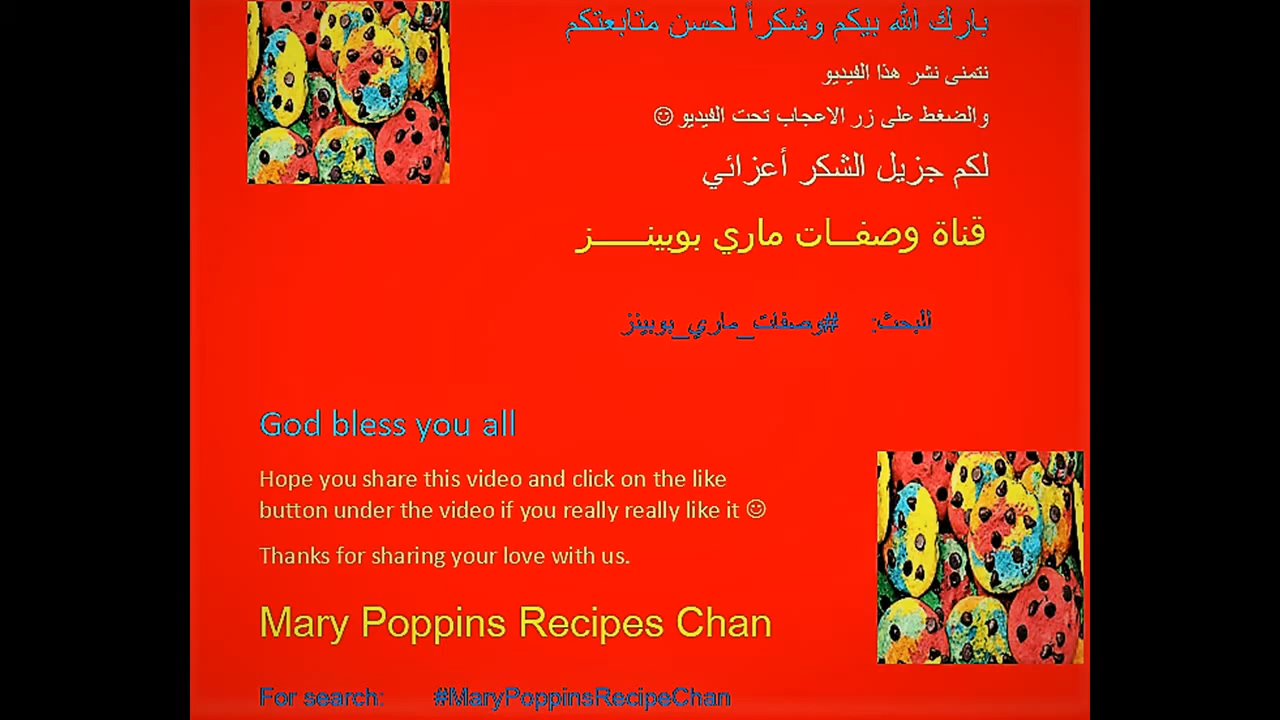 بارك الله بيكم وشكراً لحسن متابعتكم
نتمنى نشر هذا الفيديو
والضغط على زر الاعجاب تحت الفيديو ☺
لكم جزيل الشكر أعزائي
قناة وصفــات ماري بوبينـــــز
للبحث: #وصفات_ماري_بوبينز
God bless you all
Hope you share this video and click on the like
button under the video if you really really like it ☺
Thanks for sharing your love with us.
Mary Poppins Recipes Chan
For search: #MaryPoppinsRecipeChan